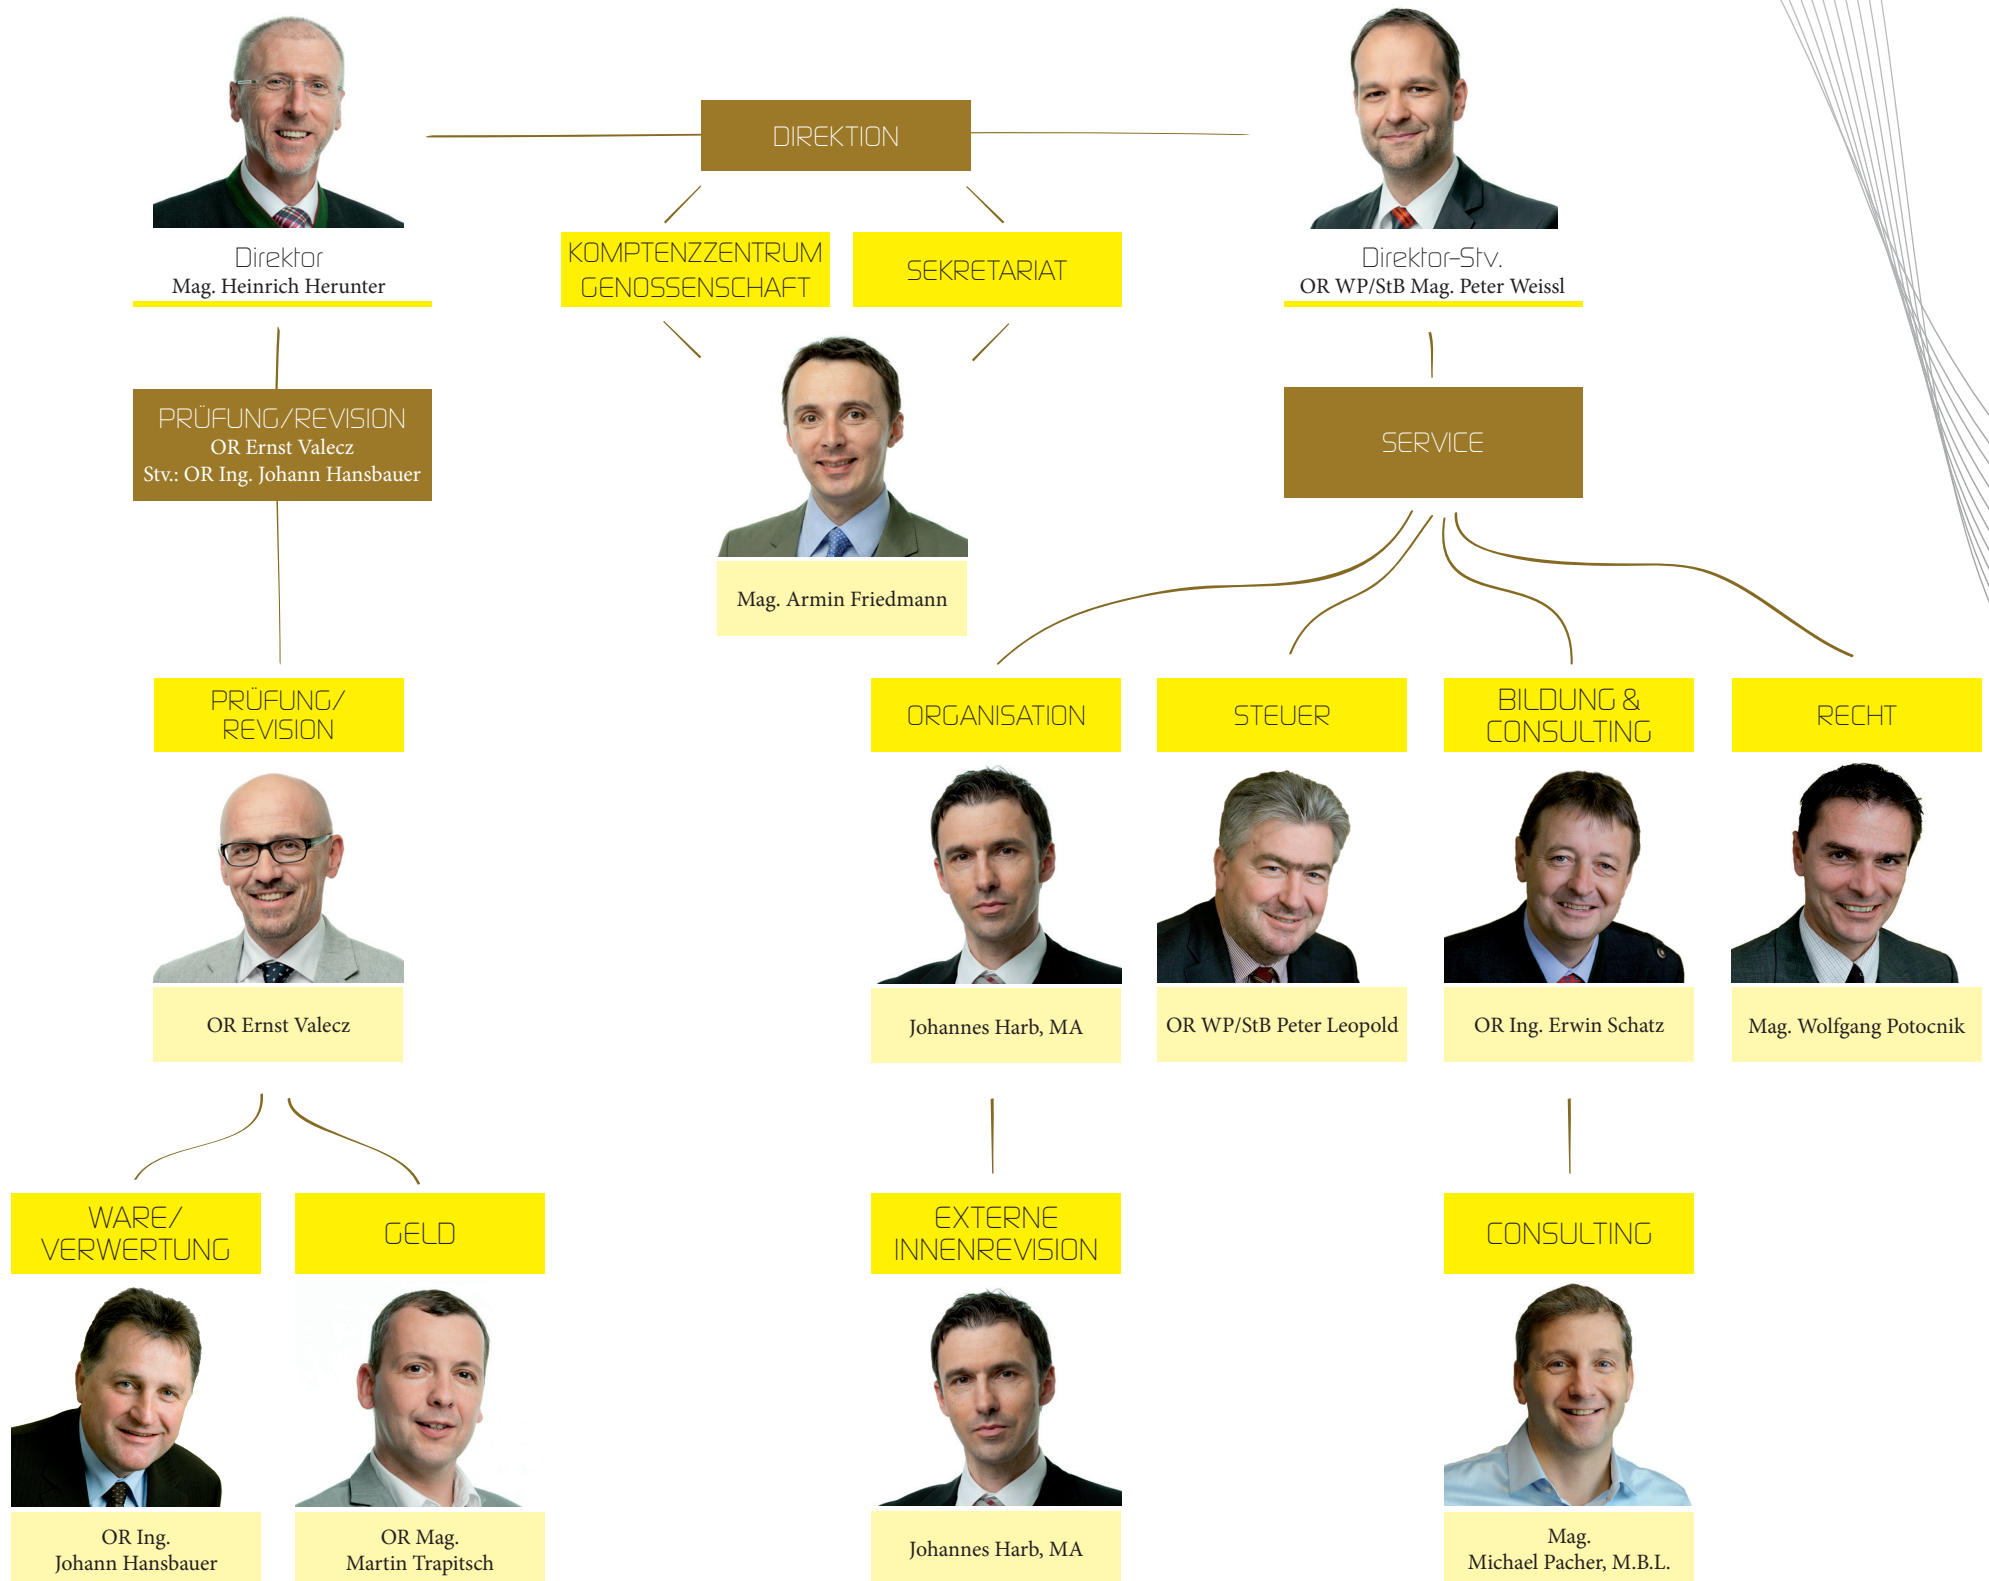 DIREKTION
Direktor
Mag. Heinrich Herunter
KOMPTENZZENTRUM
GENOSSENSCHAFT
SEKRETARIAT
Direktor-Stv.
OR WP/StB Mag. Peter Weissl
PRÜFUNG/REVISION
OR Ernst Valecz
Stv.: OR Ing. Johann Hansbauer
SERVICE
Mag. Armin Friedmann
PRÜFUNG/
REVISION
ORGANISATION
STEUER
BILDUNG &
CONSULTING
RECHT
OR Ernst Valecz
Johannes Harb, MA
OR WP/StB Peter Leopold
OR Ing. Erwin Schatz
Mag. Wolfgang Potocnik
WARE/
VERWERTUNG
GELD
EXTERNE
INNENREVISION
CONSULTING
OR Ing.
Johann Hansbauer
OR Mag.
Martin Trapitsch
Johannes Harb, MA
Mag.
Michael Pacher, M.B.L.